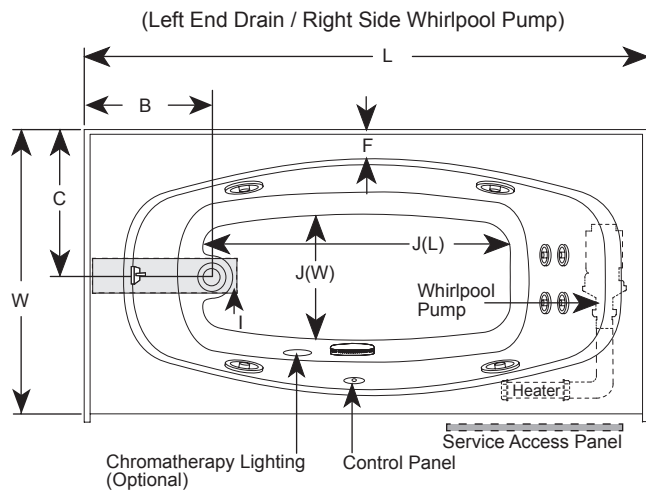 (Left End Drain / Right Side Whirlpool Pump)
L
B
F
C
J(L)
J(W)
W
I
Whirlpool
Pump
Heater
Service Access Panel
Chromatherapy Lighting
(Optional)
Control Panel